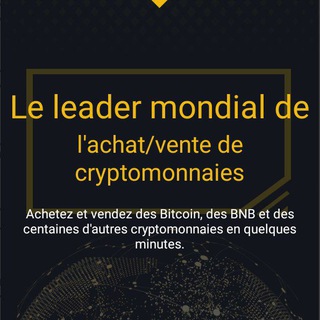 Le leader mondial de
l'achat/vente de
cryptomonnaies
Achetez et vendez des Bitcoin, des BNB et des
centaines d'autres cryptomonnaies en quelques
minutes.